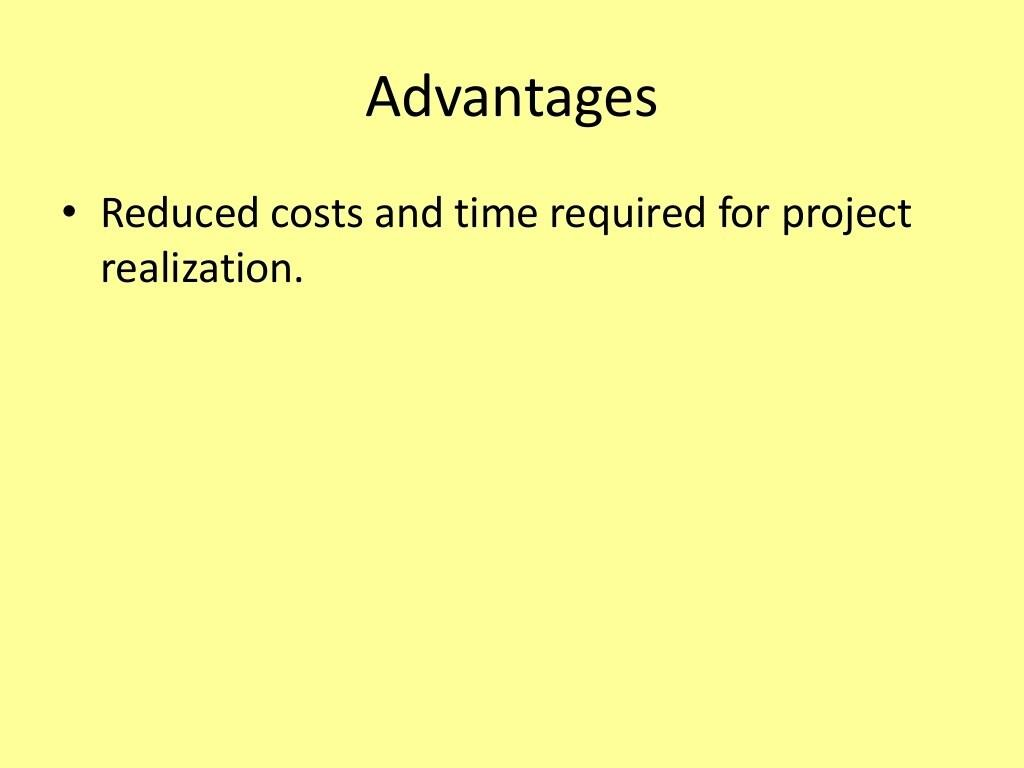 Advantages
• Reduced costs and time required for project
realization.